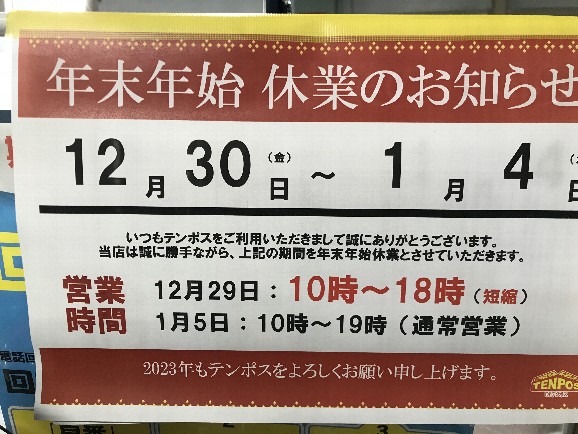 年末年始 休業のお知らせ
12月30日（金）～1月4日
いつもテンポスをご利用いただきまして誠にありがとうございます。
当店は誠に勝手ながら、上記の期間を年末年始休業とさせていただきます。
営業時間
12月29日：10時～18時（短縮）
1月5日：10時～19時（通常営業）
2023年もテンポスをよろしくお願い申し上げます。
TENPOS
電話回
回
2
3